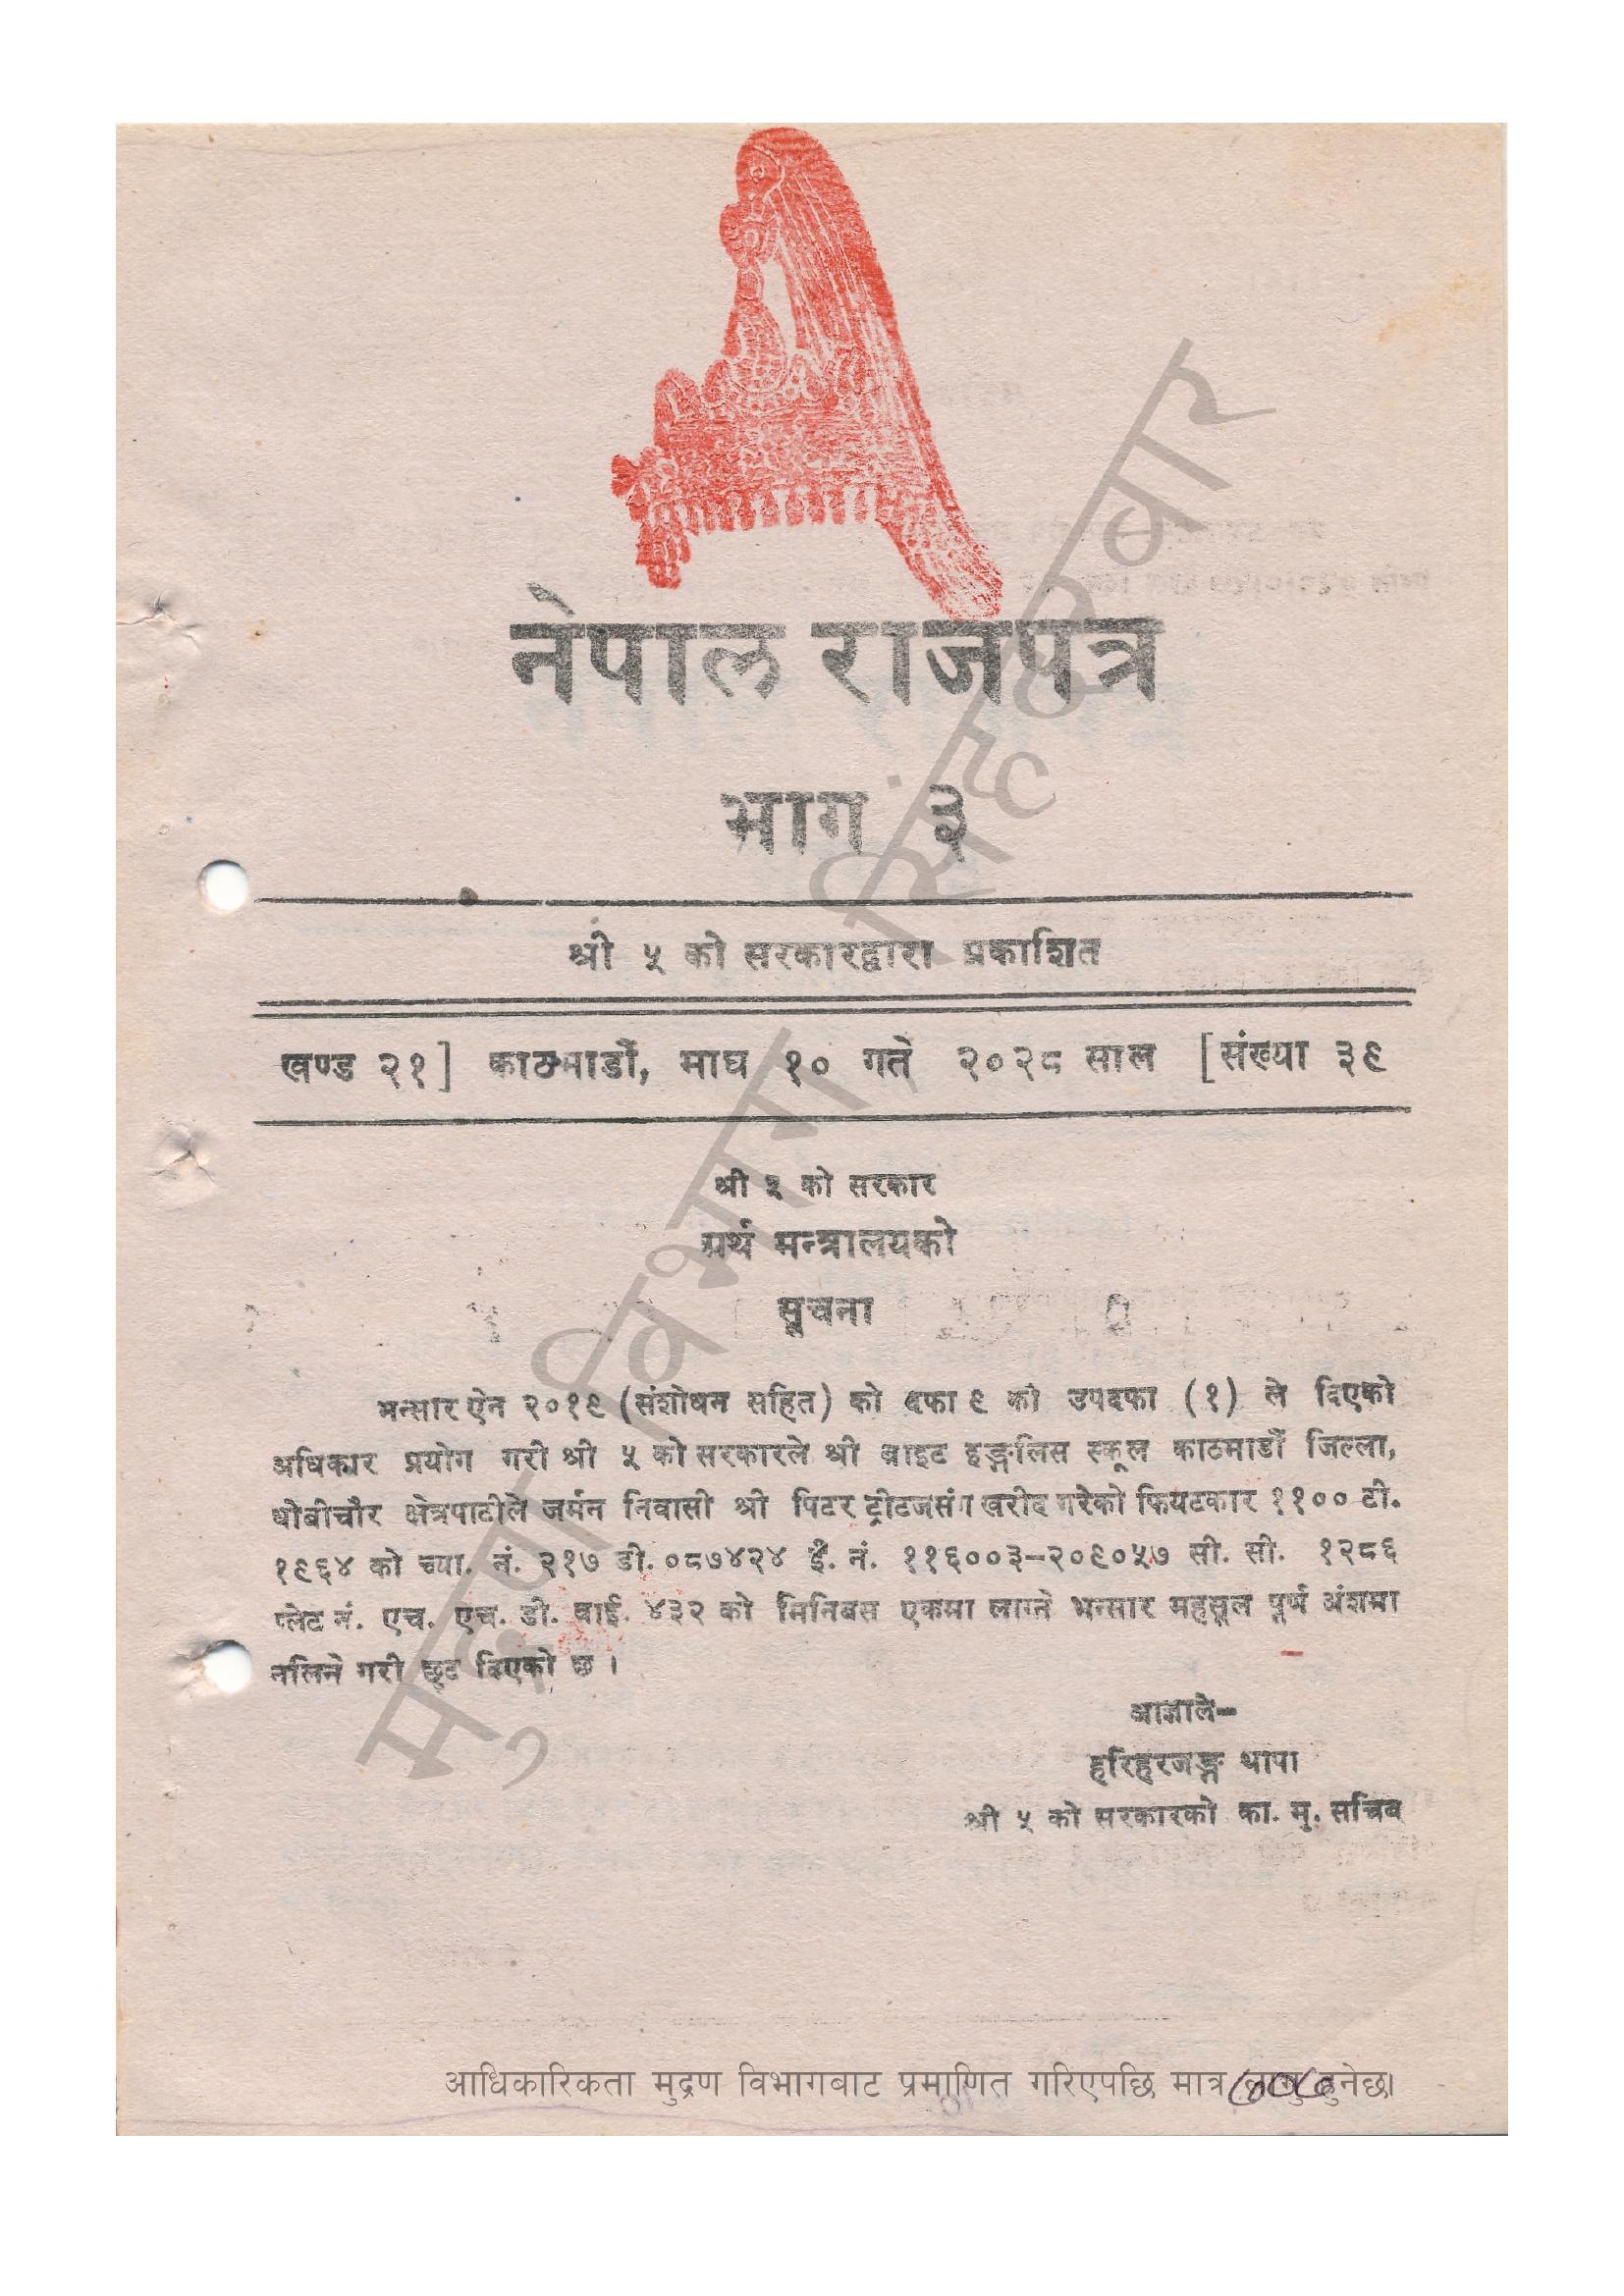 नेपाल राजपत्र
भाग ३
श्री ५ को सरकारद्वारा प्रकाशित
खण्ड २१] काठमाडौं, माघ १० गते २०२८ साल [संख्या ३९
श्री ५ को सरकार
अर्थ मन्त्रालयको
सूचना
भन्सार ऐन २०१९ (संशोधन सहित) को दफा ९ को उपदफा (१) ले दिएको
अधिकार प्रयोग गरी श्री ५ को सरकारले श्री ब्राइट इङ्गलिस स्कूल काठमाडौं जिल्ला,
धोबीचौर क्षेत्रपाटीले जर्मन निवासी श्री पिटर ट्रीटजसंग खरीद गरेको फियटकार ११०० टी.
१९६४ को च्या. नं. २१७ डी. ०८७४२४ ई. नं. ११६००३-२०९०५७ सी. सी. १२८६
प्लेट नं. एच. एच. डी. वाई. ४३२ को मिनिबस एकमा लाग्ने भन्सार महसूल पूर्ण अंशमा
नलिने गरी छुट दिएको छ ।
आज्ञाले-
हरिहरजङ्ग थापा
श्री ५ को सरकारको का. मु. सचिव
मुद्रण विभाग सिंहदरवार
आधिकारिकता मुद्रण विभागबाट प्रमाणित गरिएपछि मात्र लागु हुनेछ।